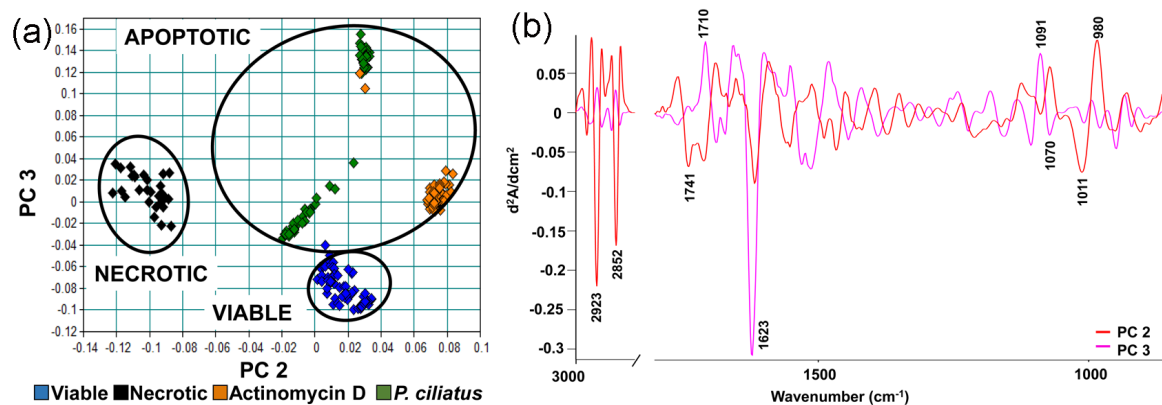 (a)
APOPTOTIC
NECROTIC
VIABLE
PC 3
0.16
0.14
0.12
0.1
0.08
0.06
0.04
0.02
0
-0.02
-0.04
-0.06
-0.08
-0.1
-0.12
-0.14 -0.12 -0.1 -0.08 -0.06 -0.04 -0.02 0 0.02 0.04 0.06 0.08 0.1
PC 2
Viable Necrotic Actinomycin D P. ciliatus
(b)
d²A/dcm²
0.05
0
-0.05
-0.1
-0.15
-0.2
-0.25
-0.3
2923
2852
1741
1710
1623
1091
1070
1011
980
PC 2
PC 3
3000 1500 1000
Wavenumber (cm⁻¹)